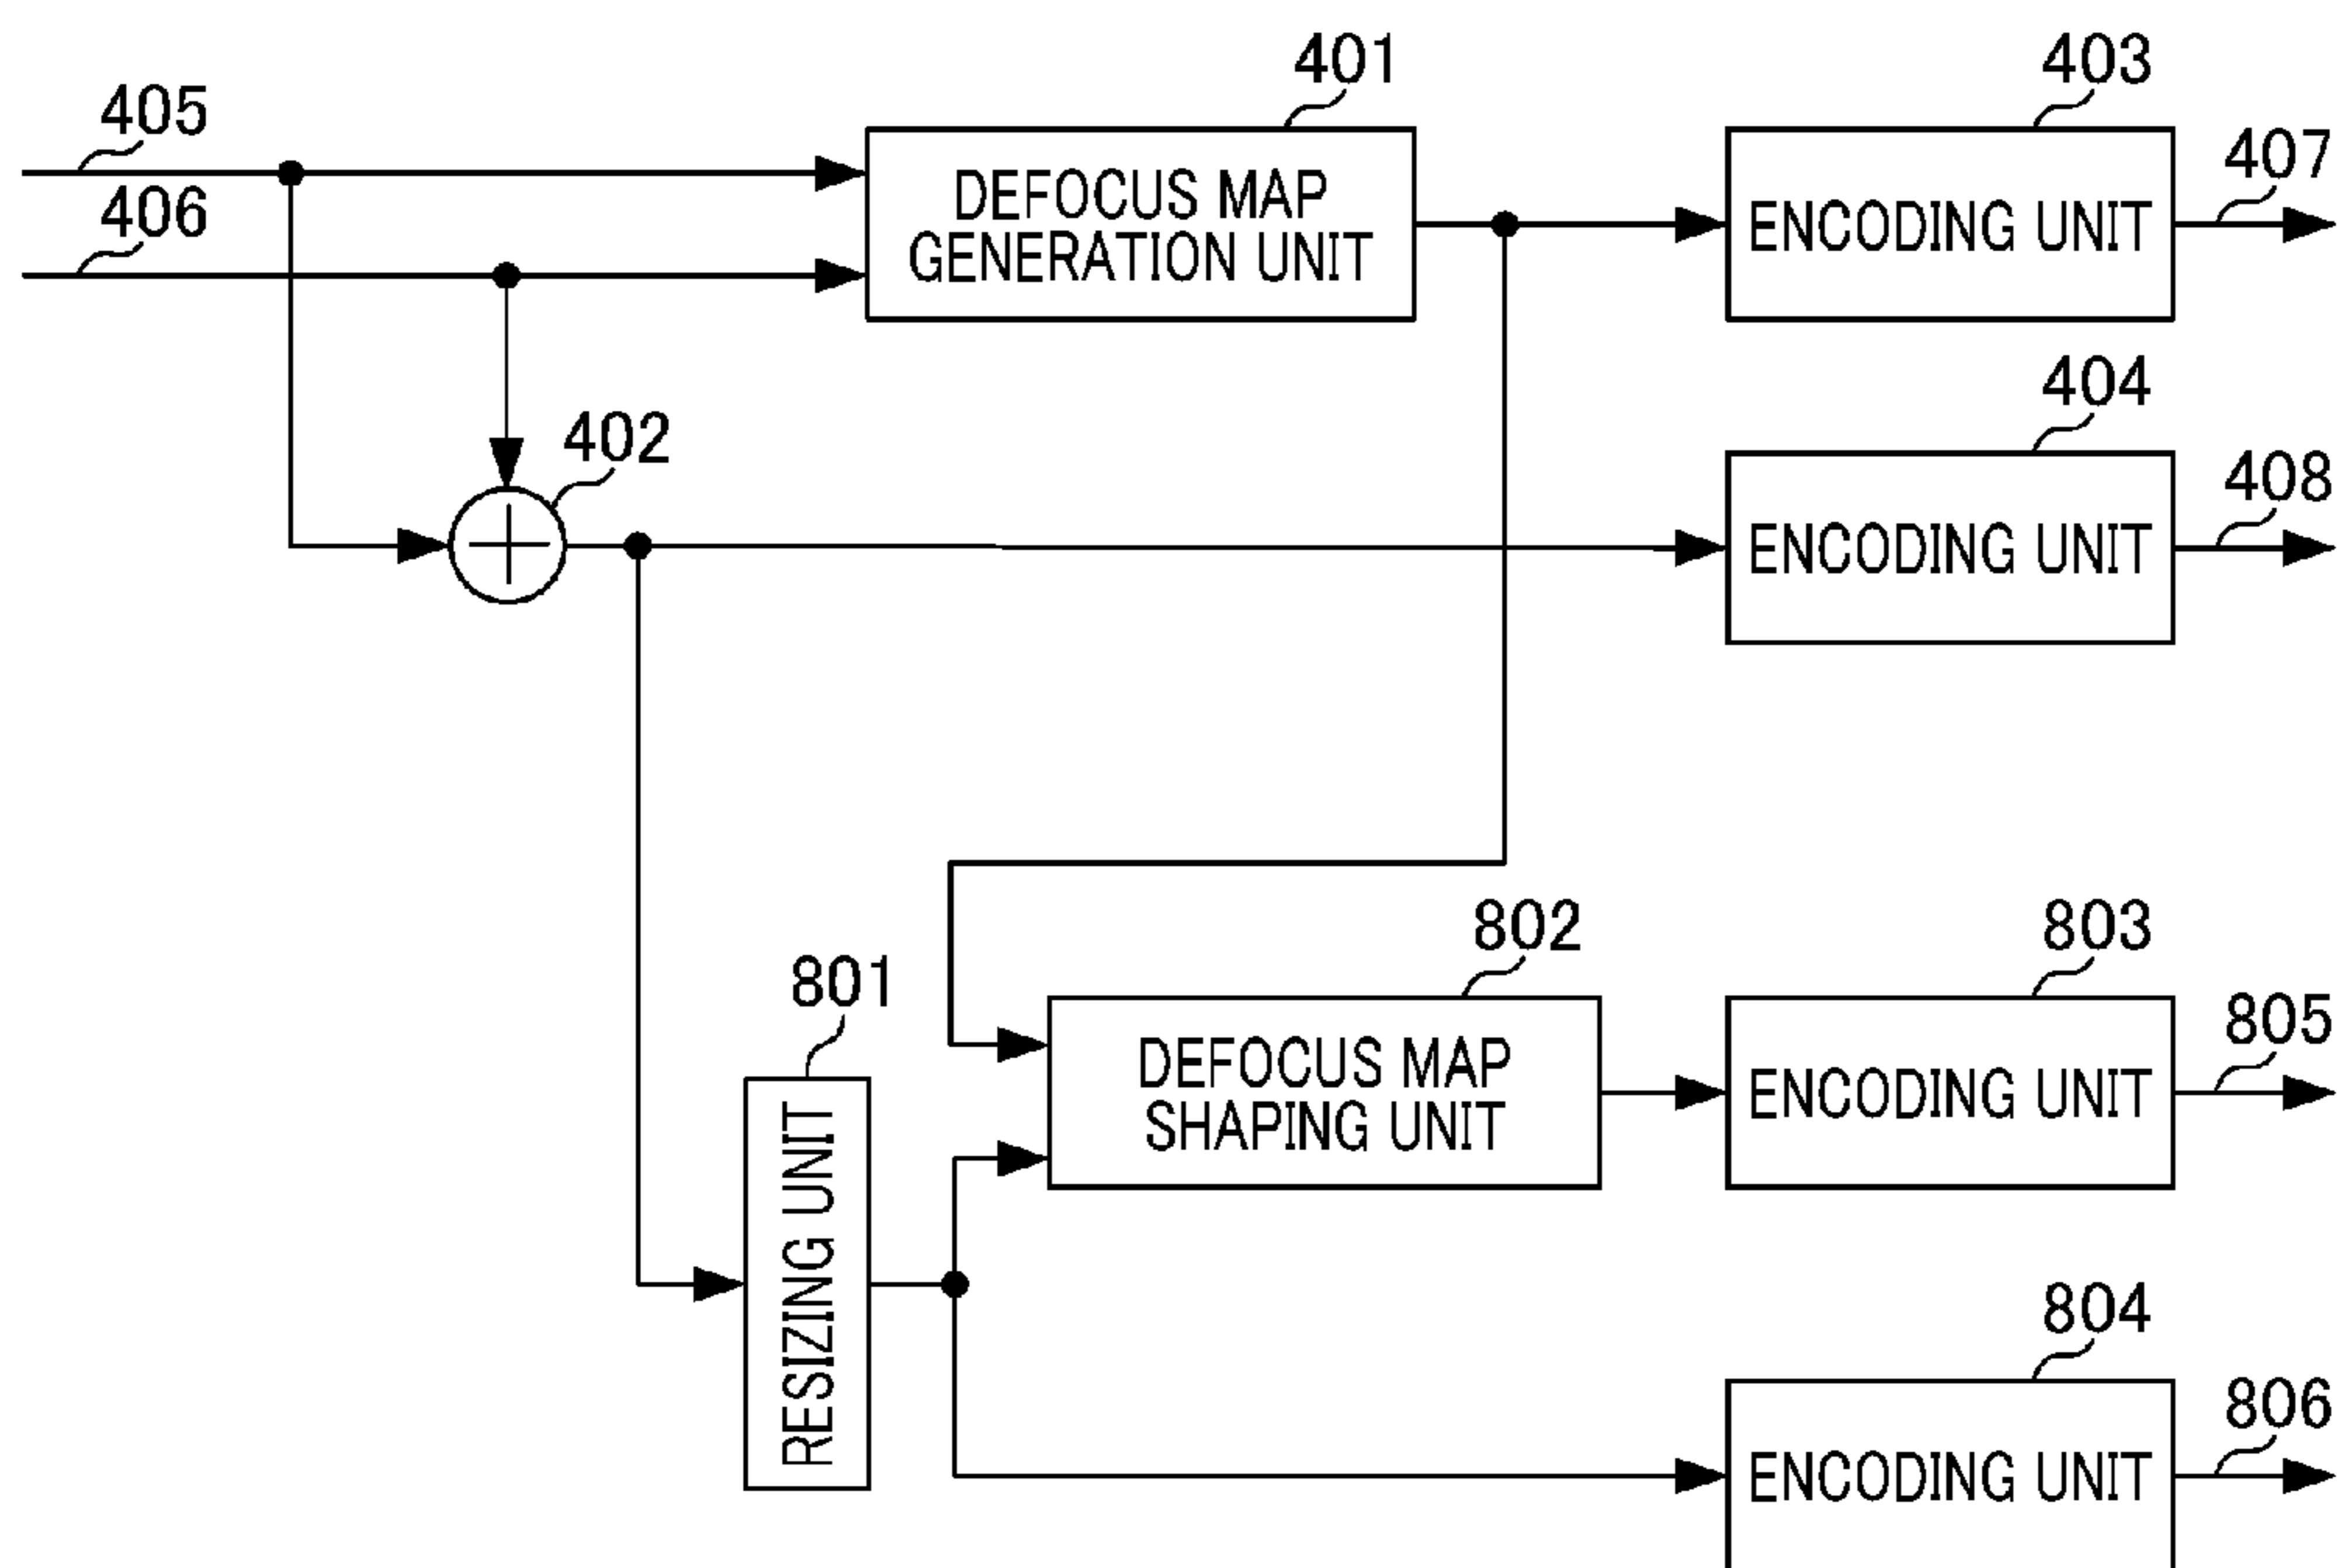 401
403
405
407
406
DEFOCUS MAP
GENERATION UNIT
ENCODING UNIT
404
402
408
ENCODING UNIT
802
803
801
805
DEFOCUS MAP
SHAPING UNIT
ENCODING UNIT
RESIZING UNIT
804
806
ENCODING UNIT